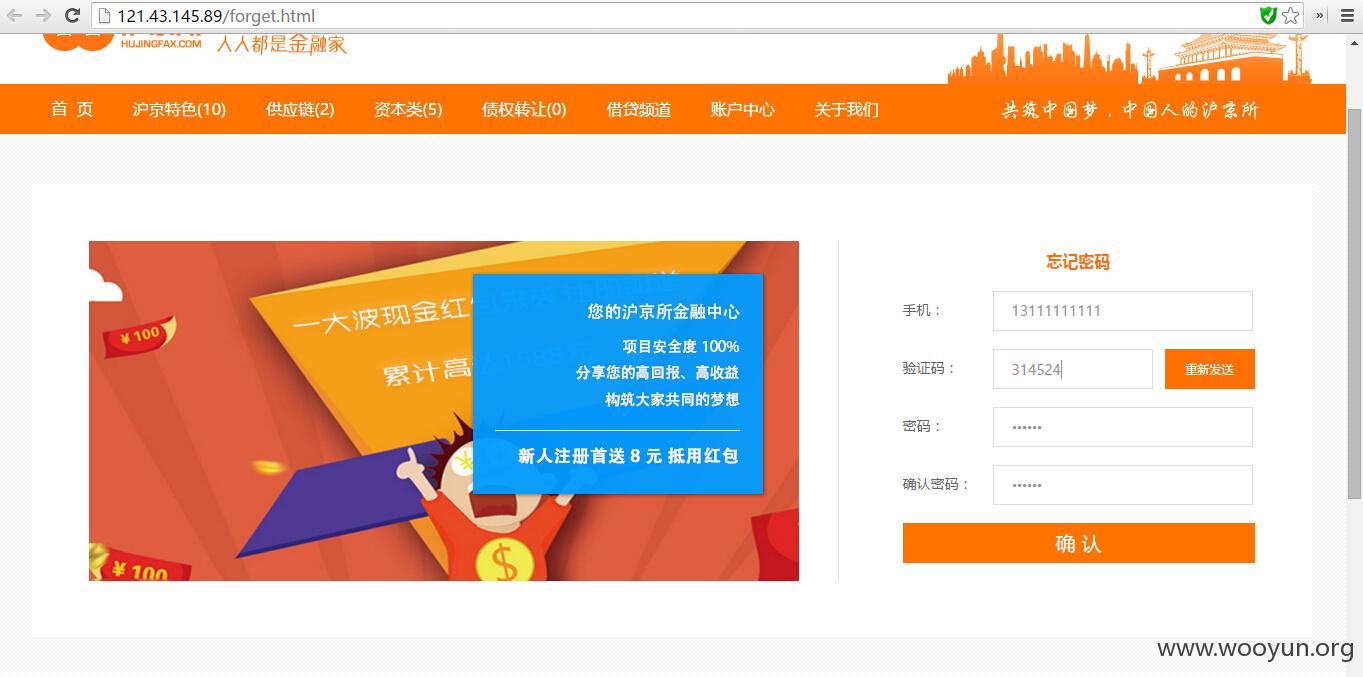 121.43.145.89/forget.html
HUJINGFAX.COM 人人都是金融家
首 页 沪京特色(10) 供应链(2) 资本类(5) 债权转让(0) 借贷频道 账户中心 关于我们 共筑中国梦，中国人的沪京所
一大波现金红
累计高
¥100
¥100
您的沪京所金融中心
项目安全度 100%
分享您的高回报、高收益
构筑大家共同的梦想
新人注册首送 8 元 抵用红包
忘记密码
手机： 13111111111
验证码： 314524 重新发送
密码： ••••••
确认密码： ••••••
确 认
www.wooyun.org